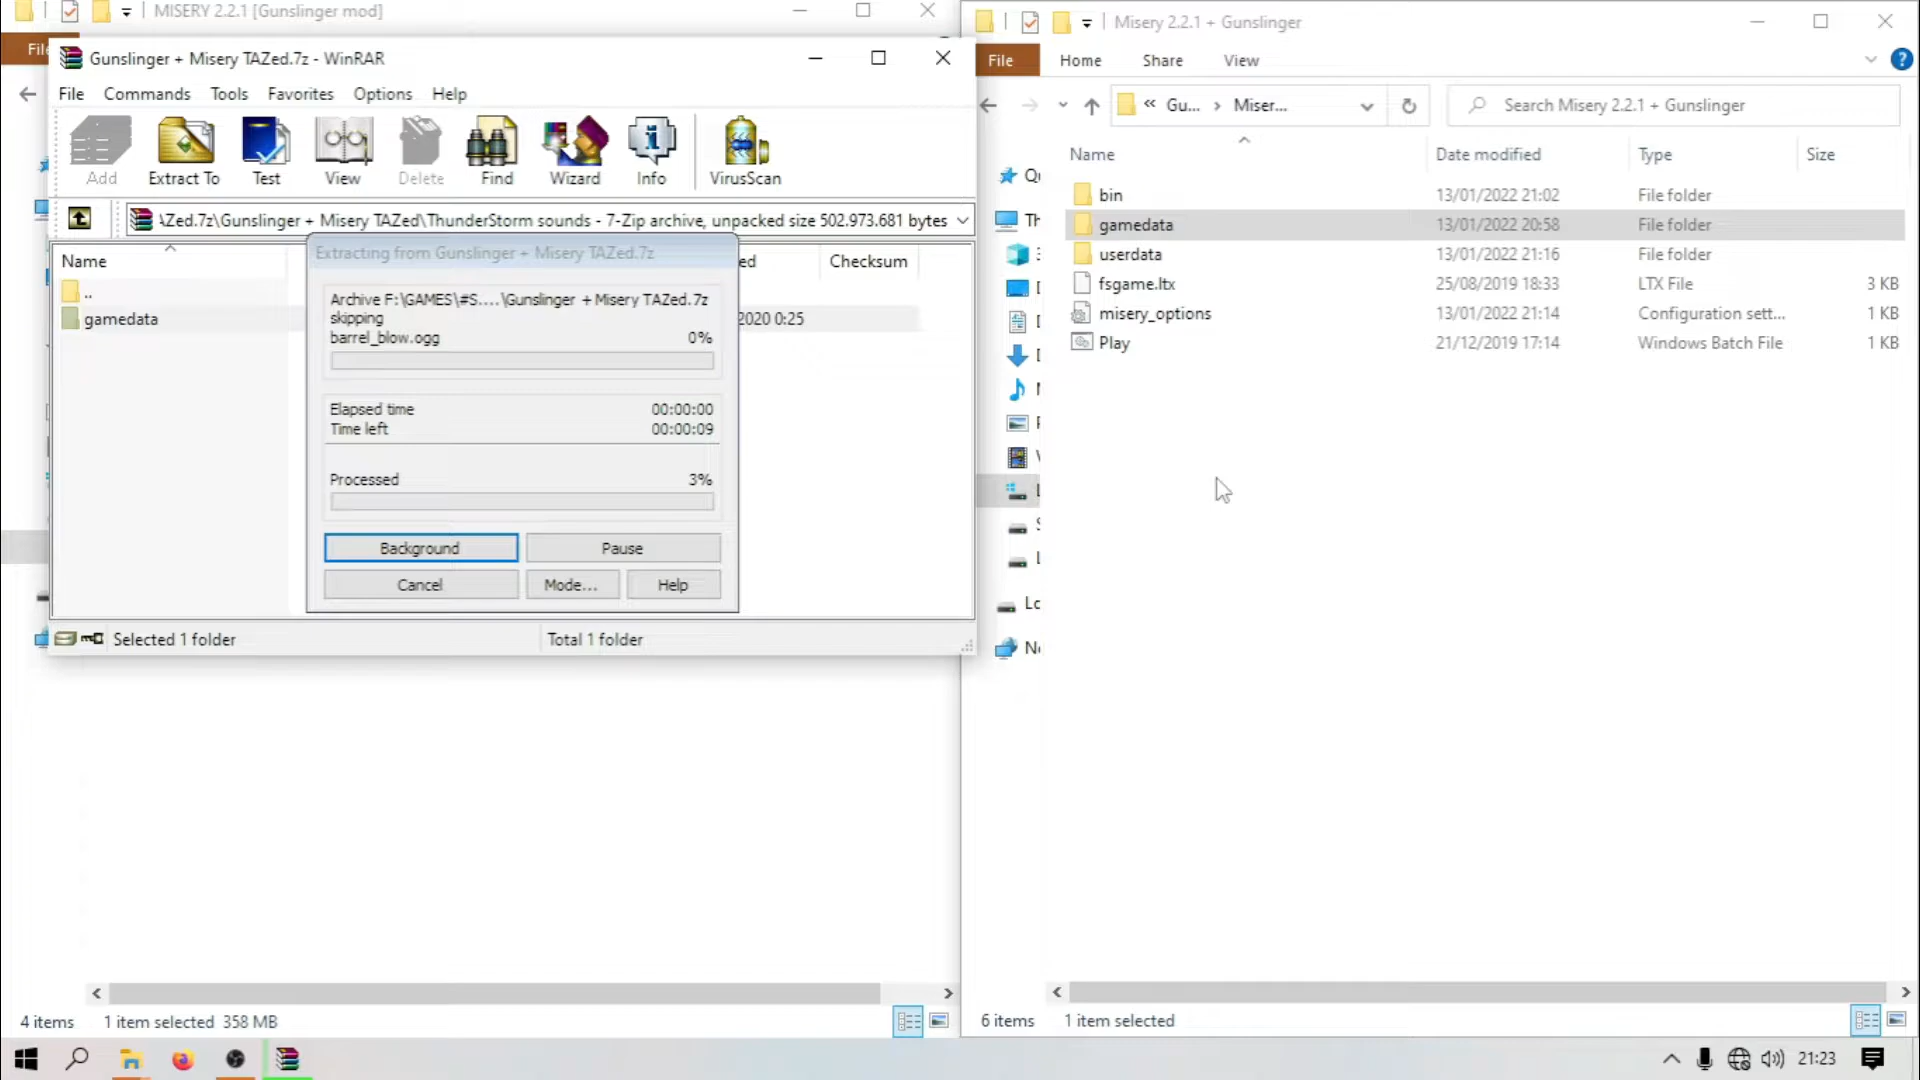 MISERY 2.2.1 [Gunslinger mod]
Gunslinger + Misery TAZed.7z - WinRAR
File Commands Tools Favorites Options Help
Add Extract To Test View Delete Find Wizard Info VirusScan
\Zed.7z\Gunslinger + Misery TAZed\ThunderStorm sounds - 7-Zip archive, unpacked size 502.973.681 bytes
Name Checksum
..
gamedata 2020 0:25
Extracting from Gunslinger + Misery TAZed.7z
Archive F:\GAMES\#S....\Gunslinger + Misery TAZed.7z
skipping
barrel_blow.ogg 0%
Elapsed time 00:00:00
Time left 00:00:09
Processed 3%
Background Pause
Cancel Mode... Help
Selected 1 folder Total 1 folder
4 items 1 item selected 358 MB
Misery 2.2.1 + Gunslinger
File Home Share View
« Gu... › Miser... Search Misery 2.2.1 + Gunslinger
Name Date modified Type Size
bin 13/01/2022 21:02 File folder
gamedata 13/01/2022 20:58 File folder
userdata 13/01/2022 21:16 File folder
fsgame.ltx 25/08/2019 18:33 LTX File 3 KB
misery_options 13/01/2022 21:14 Configuration sett... 1 KB
Play 21/12/2019 17:14 Windows Batch File 1 KB
6 items 1 item selected
21:23